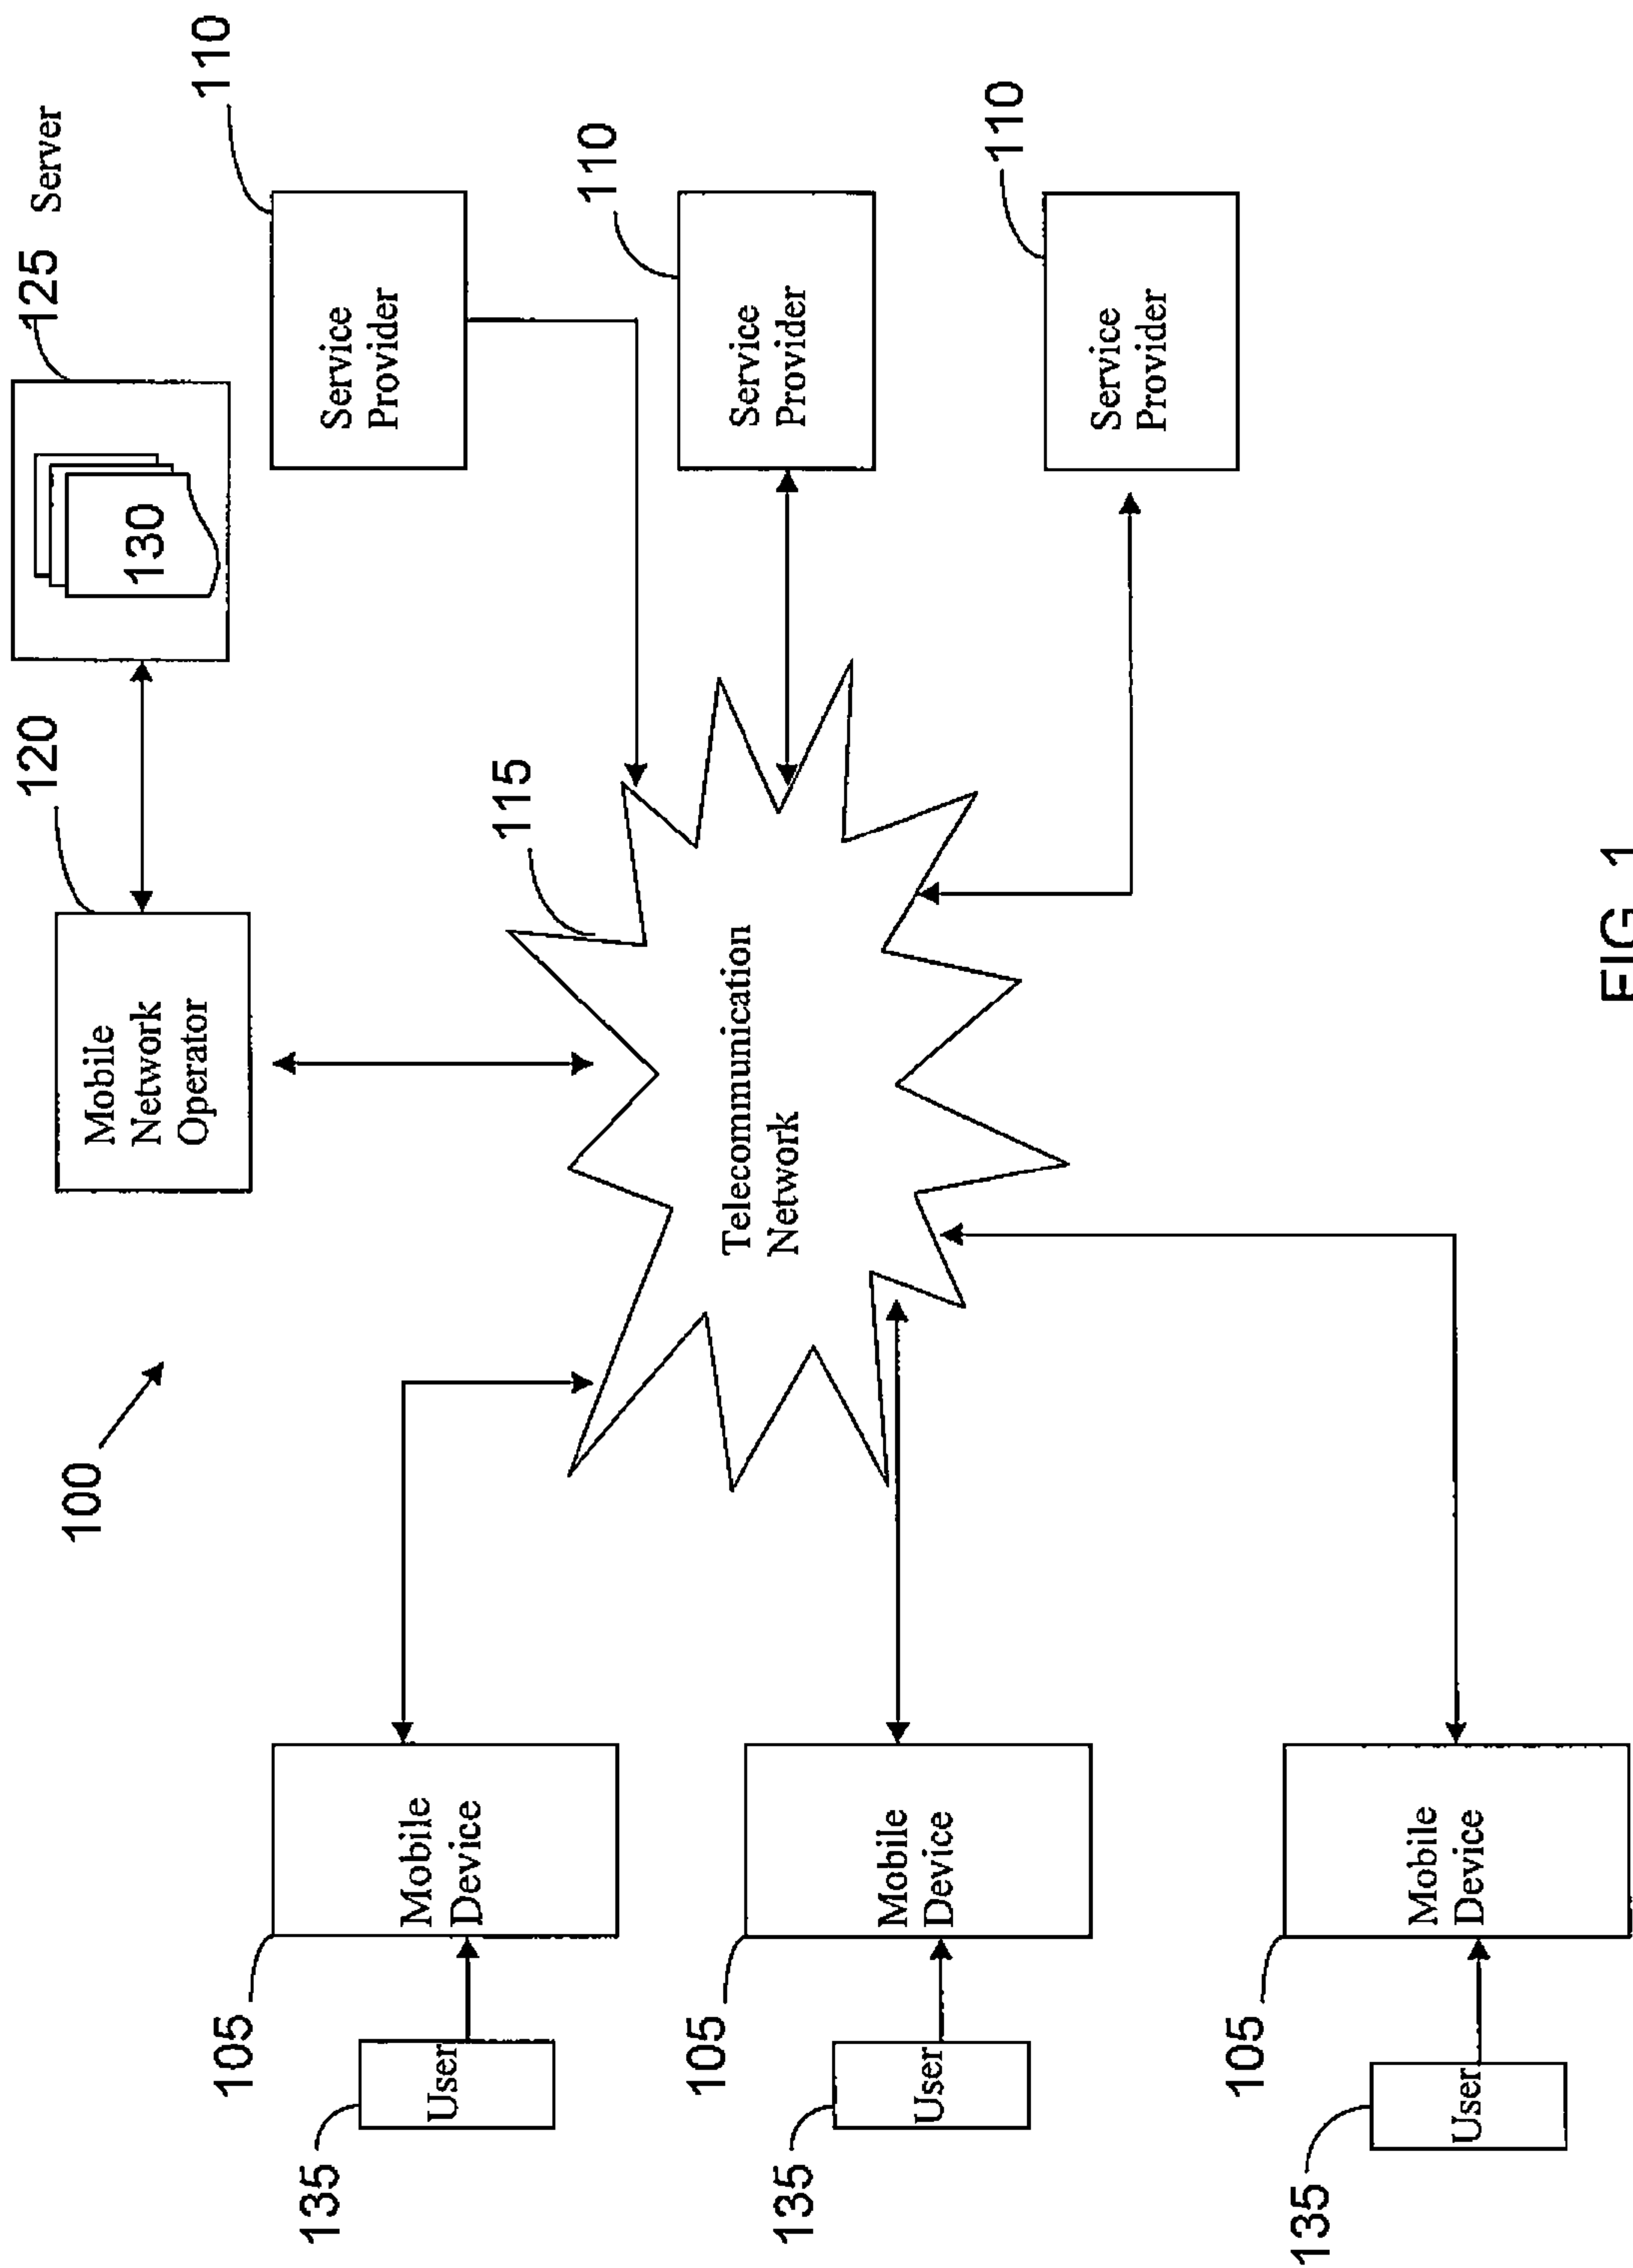 100
120
125 Server
Mobile
Network
Operator
130
110
Service
Provider
115
Telecommunication
Network
110
Service
Provider
110
Service
Provider
105
Mobile
Device
135
User
105
Mobile
Device
135
User
105
Mobile
Device
135
User
FIG. 1